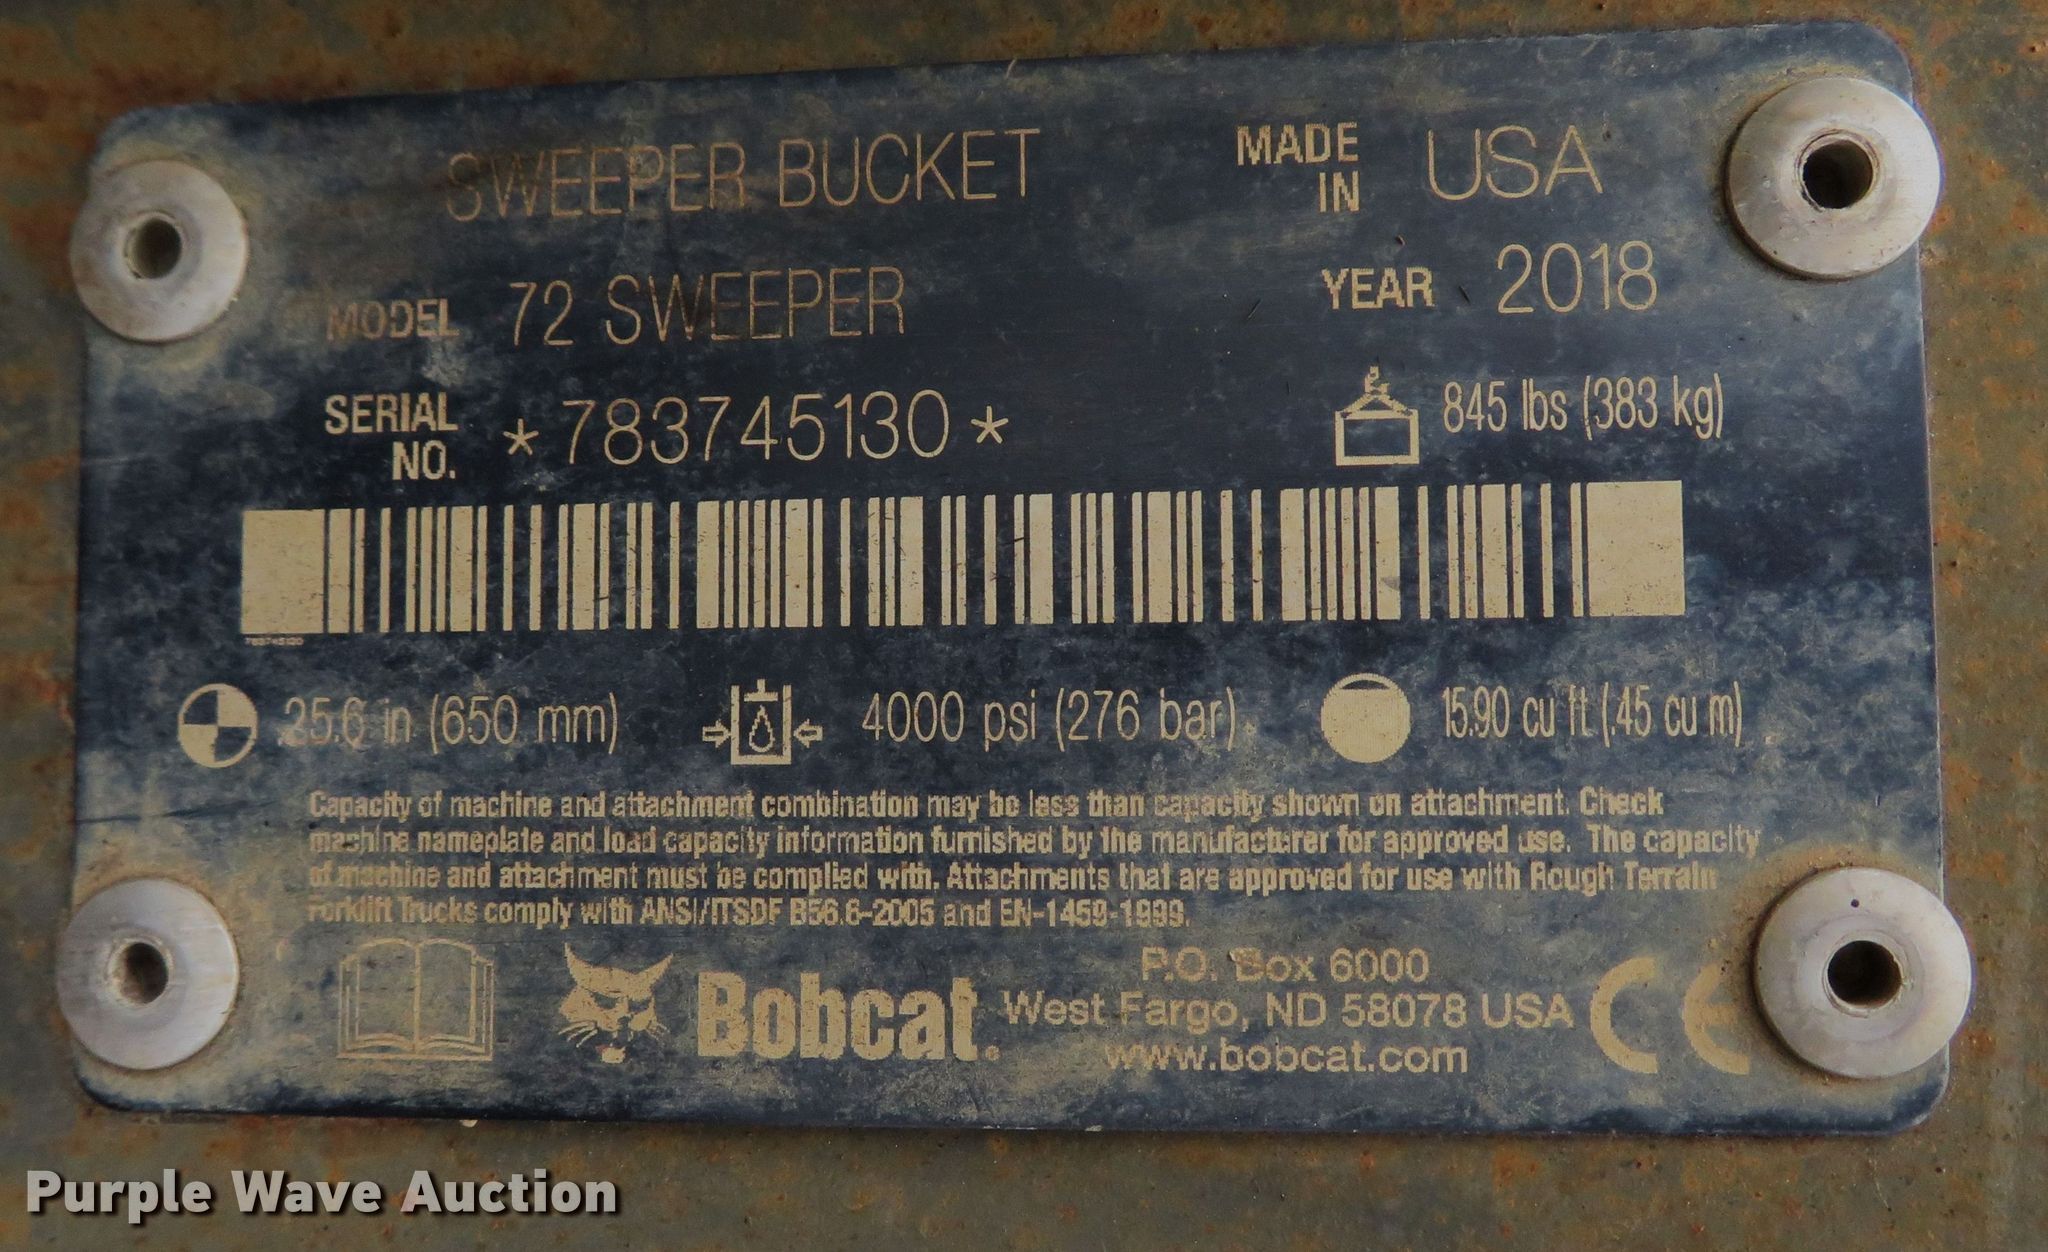 SWEEPER BUCKET
MADE IN USA
MODEL 72 SWEEPER
YEAR 2018
SERIAL NO. *783745130*
845 lbs (383 kg)
25.6 in (650 mm)
4000 psi (276 bar)
15.90 cu ft (.45 cu m)
Capacity of machine and attachment combination may be less than capacity shown on attachment. Check
machine nameplate and load capacity information furnished by the manufacturer for approved use. The capacity
of machine and attachment must be complied with. Attachments that are approved for use with Rough Terrain
Forklift Trucks comply with ANSI/ITSDF B56.6-2005 and EN-1459-1999.
Bobcat.
P.O. Box 6000
West Fargo, ND 58078 USA
www.bobcat.com
CE
Purple Wave Auction